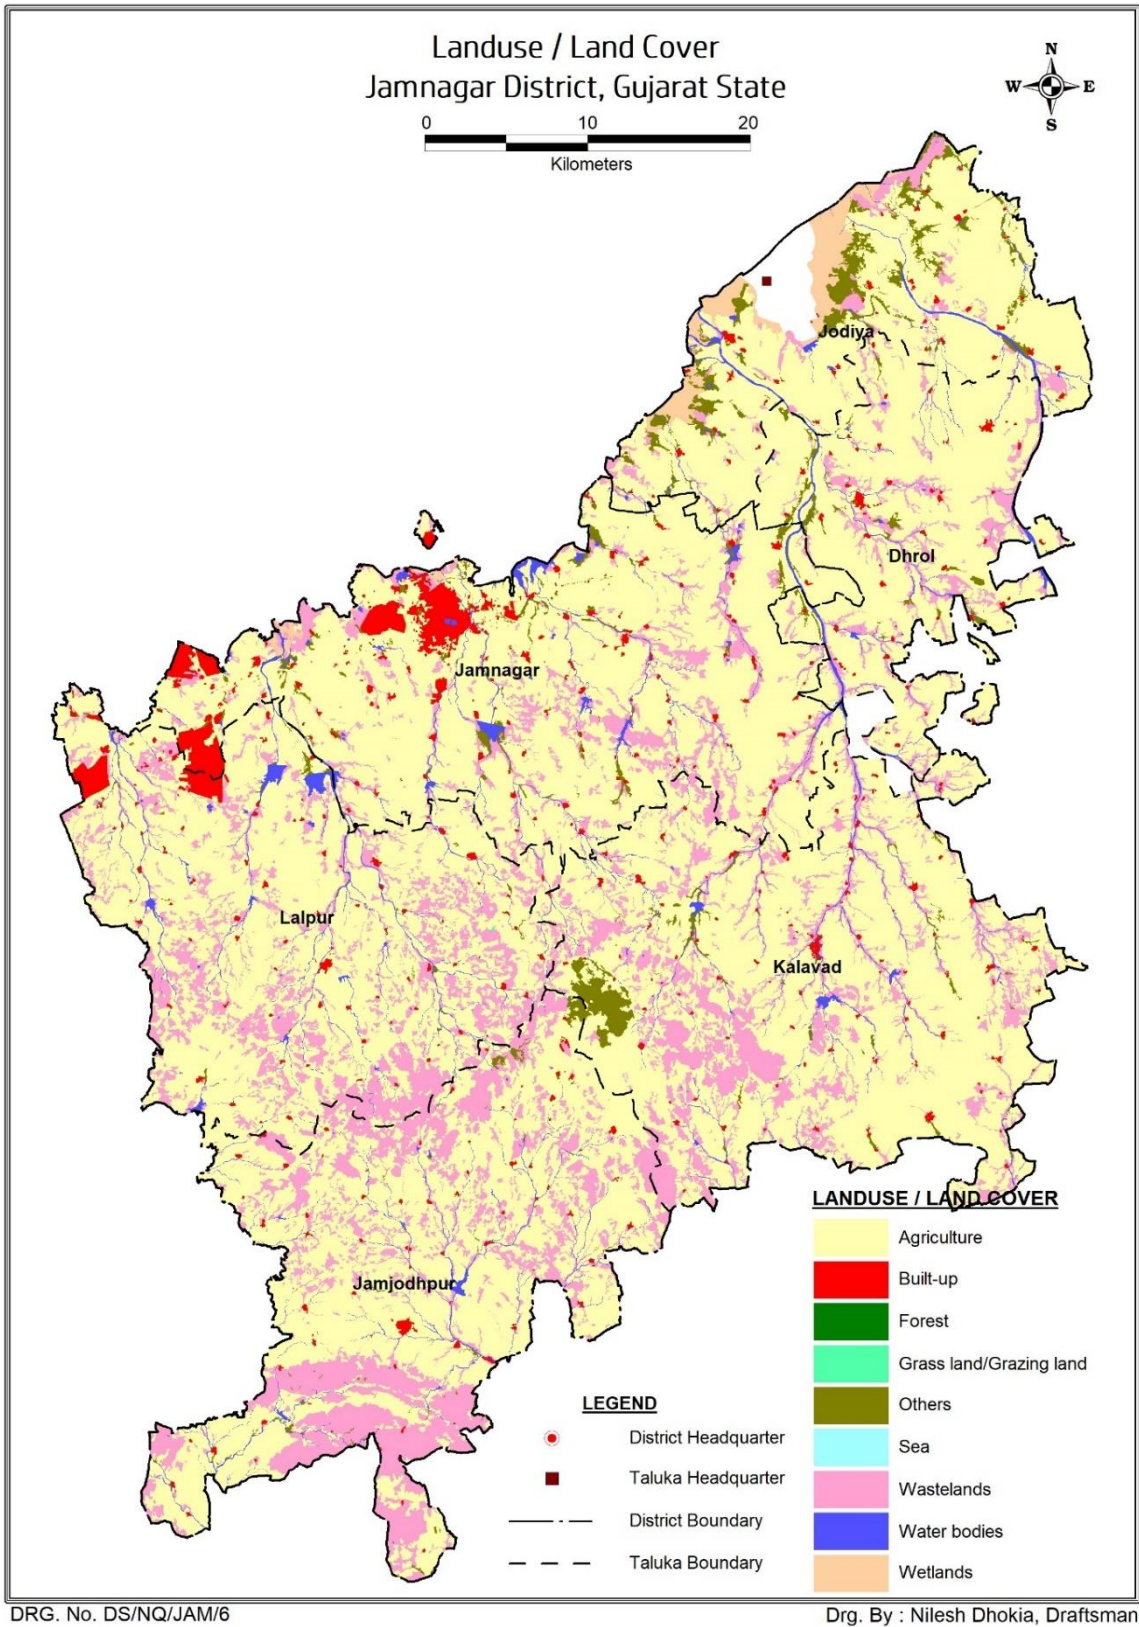 Landuse / Land Cover
Jamnagar District, Gujarat State
N
W E
S
0 10 20
Kilometers
Jodiya
Dhrol
Jamnagar
Lalpur
Kalavad
Jamjodhpur
LANDUSE / LAND COVER
Agriculture
Built-up
Forest
Grass land/Grazing land
Others
Sea
Wastelands
Water bodies
Wetlands
LEGEND
District Headquarter
Taluka Headquarter
District Boundary
Taluka Boundary
DRG. No. DS/NQ/JAM/6
Drg. By : Nilesh Dhokia, Draftsman